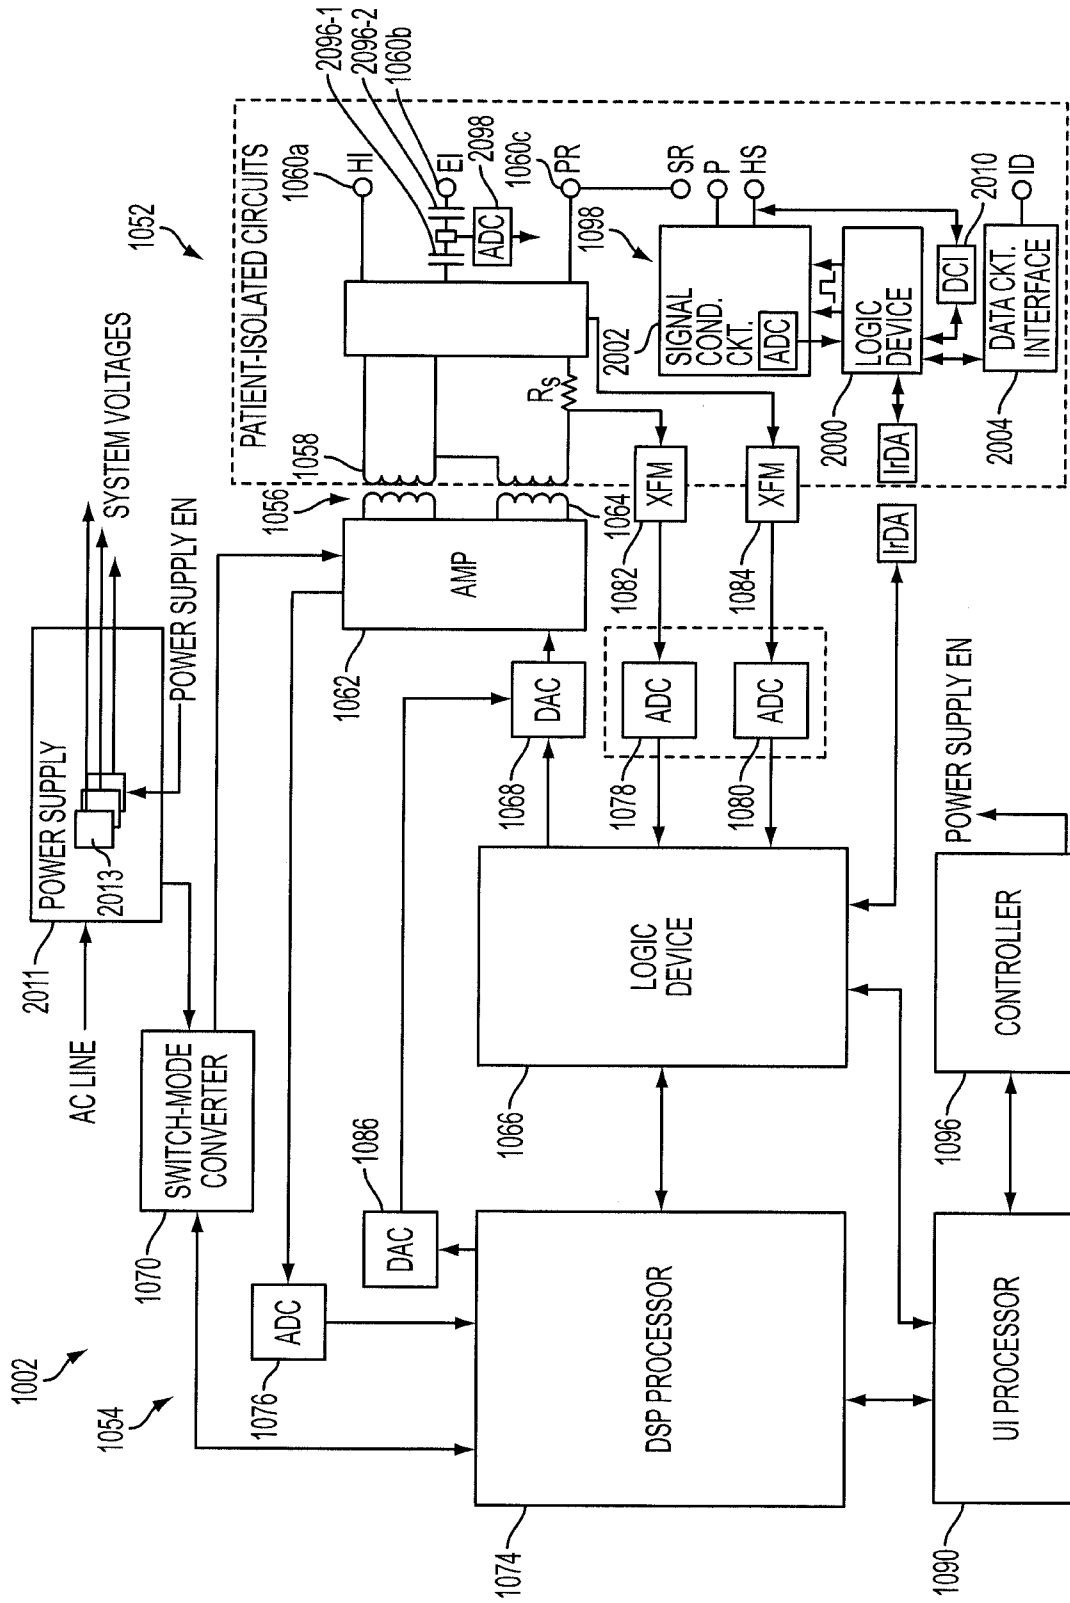 1002
1054
1052
AC LINE
2011
POWER SUPPLY
2013
SYSTEM VOLTAGES
POWER SUPPLY EN
SWITCH-MODE
CONVERTER
1070
ADC
1076
DAC
1086
DSP PROCESSOR
1074
UI PROCESSOR
1090
LOGIC
DEVICE
1066
CONTROLLER
1096
POWER SUPPLY EN
DAC
1068
ADC
1078
ADC
1080
AMP
1062
1056
1058
1064
XFM
1082
XFM
1084
IrDA
IrDA
PATIENT-ISOLATED CIRCUITS
RS
2096-1
2096-2
1060b
1060a
HI
EI
ADC
2098
1060c
PR
1098
SR
P
HS
SIGNAL
COND.
CKT.
ADC
2002
LOGIC
DEVICE
2000
DCI
2010
DATA CKT.
INTERFACE
2004
ID